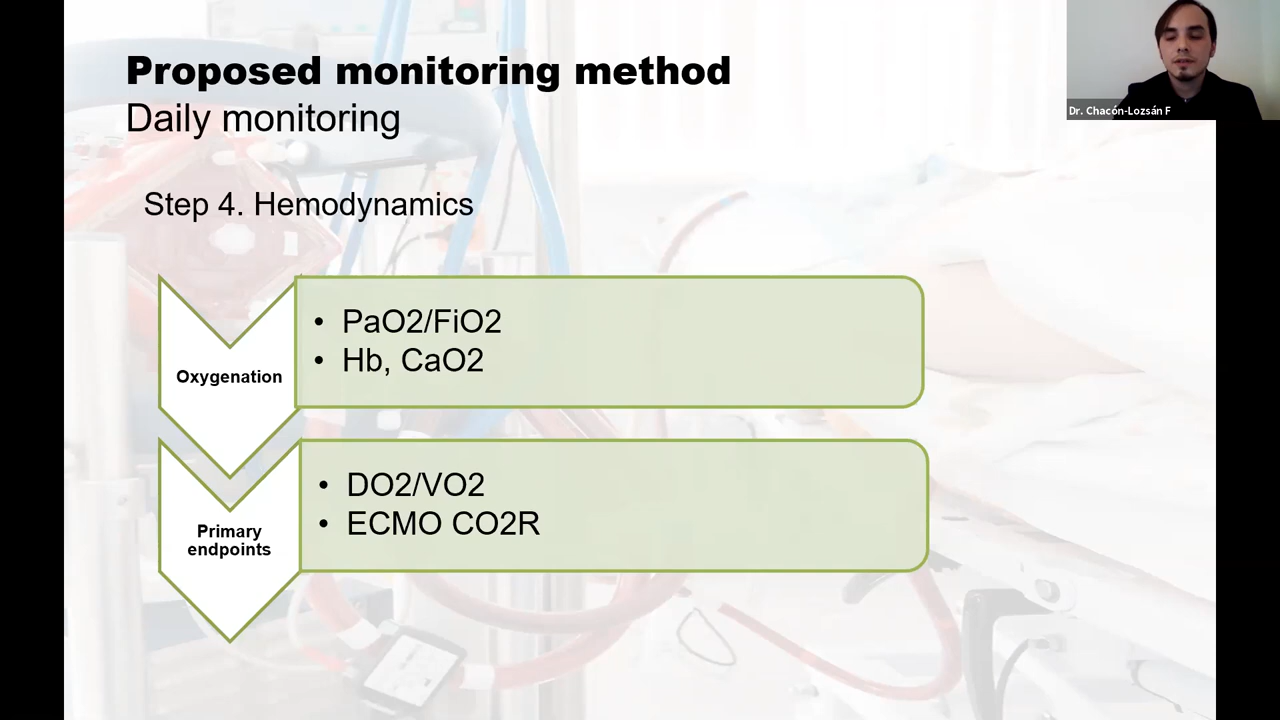 Proposed monitoring method
Daily monitoring
Dr. Chacón-Lozsán F
Step 4. Hemodynamics
Oxygenation
• PaO2/FiO2
• Hb, CaO2
Primary
endpoints
• DO2/VO2
• ECMO CO2R